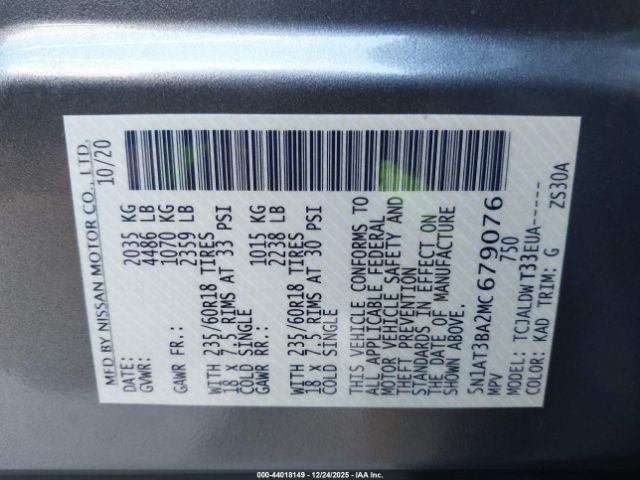 MFD BY NISSAN MOTOR CO., LTD.
DATE: 10/20
GVWR: 2035 KG
4486 LB
GAWR FR.: 1070 KG
2359 LB
WITH 235/60R18 TIRES
18 x 7.5 RIMS AT 33 PSI
COLD SINGLE
GAWR RR.: 1015 KG
2238 LB
WITH 235/60R18 TIRES
18 x 7.5 RIMS AT 30 PSI
COLD SINGLE
THIS VEHICLE CONFORMS TO
ALL APPLICABLE FEDERAL
MOTOR VEHICLE SAFETY AND
THEFT PREVENTION
STANDARDS IN EFFECT ON
THE DATE OF MANUFACTURE
SHOWN ABOVE.
5N1AT3BA2MC679076
MPV 750
MODEL: TCJALDW T33EUA-----
COLOR: KAD TRIM: G ZS30A
© 44018149 - 12/24/2025 - IAA Inc.